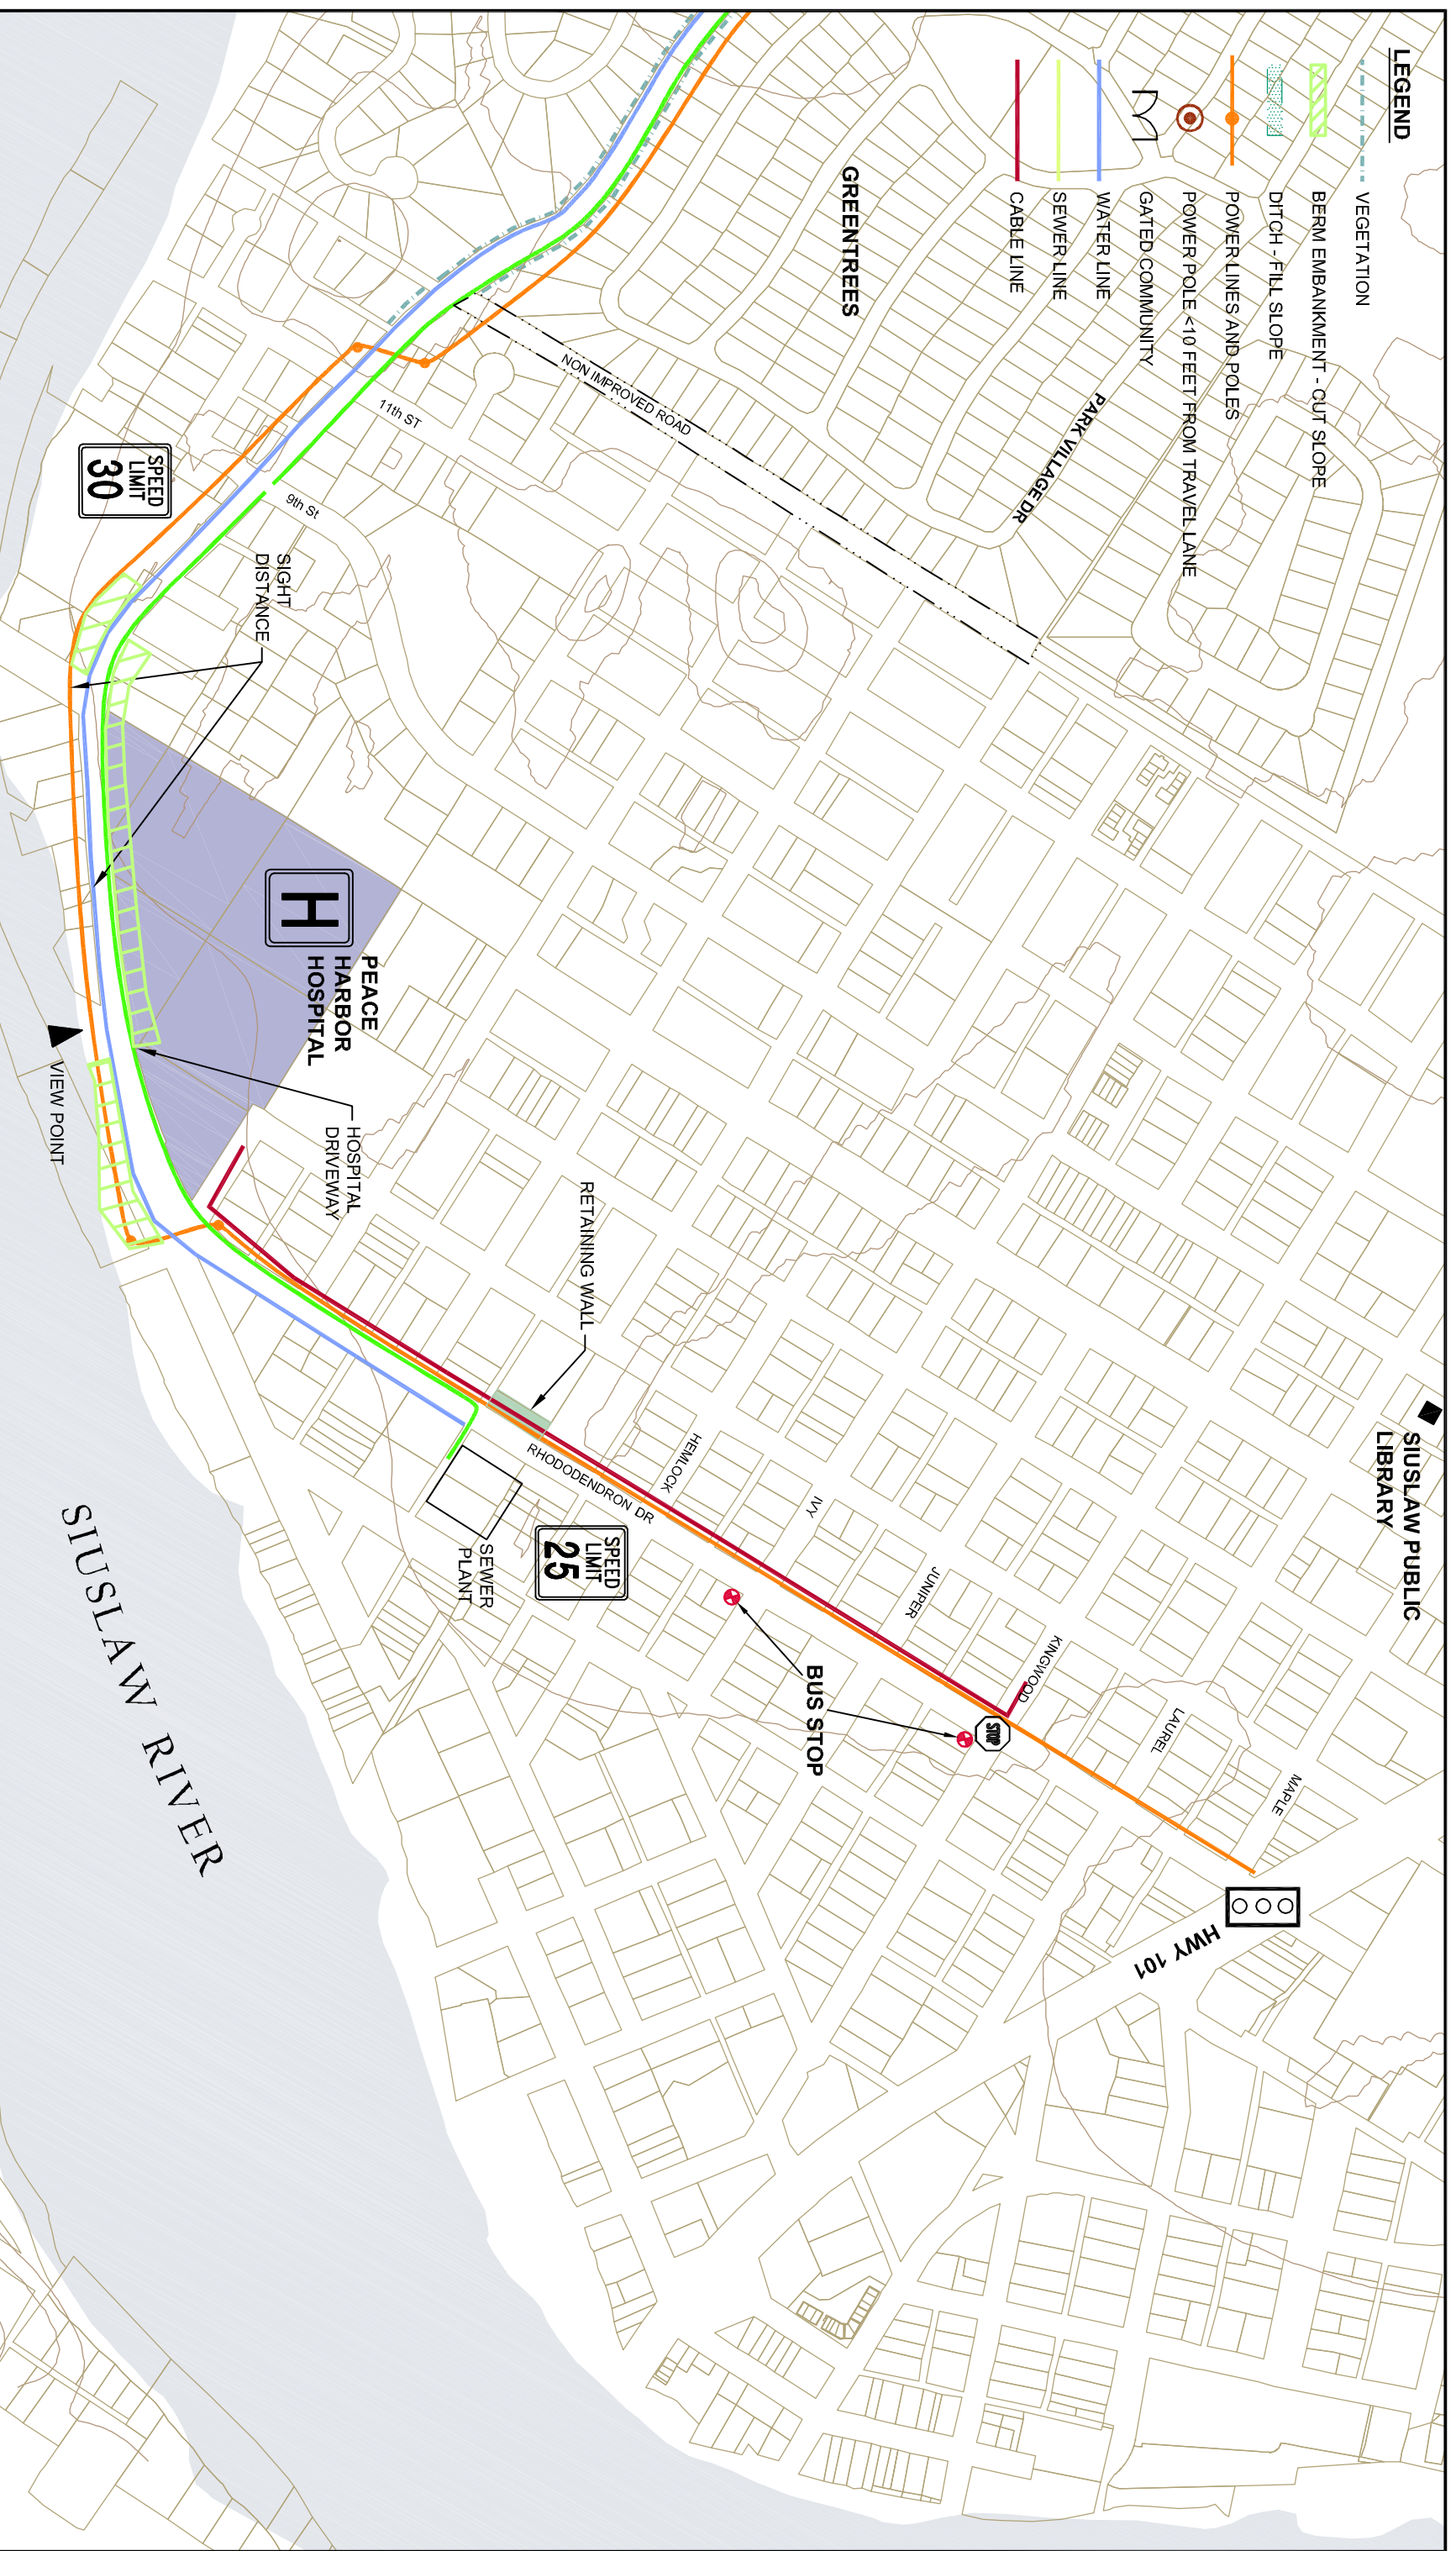 LEGEND
VEGETATION
BERM EMBANKMENT - CUT SLOPE
DITCH - FILL SLOPE
POWER LINES AND POLES
POWER POLE <10 FEET FROM TRAVEL LANE
GATED COMMUNITY
WATER LINE
SEWER LINE
CABLE LINE
GREENTREES
PARK VILLAGE DR
NON IMPROVED ROAD
11th ST
9th St
SPEED
LIMIT
30
SIGHT
DISTANCE
H
PEACE
HARBOR
HOSPITAL
VIEW POINT
HOSPITAL
DRIVEWAY
RETAINING WALL
RHODODENDRON DR
SEWER
PLANT
SPEED
LIMIT
25
HEMLOCK
IVY
JUNIPER
KINGWOOD
LAUREL
MAPLE
BUS STOP
STOP
SIUSLAW PUBLIC
LIBRARY
HWY 101
SIUSLAW RIVER